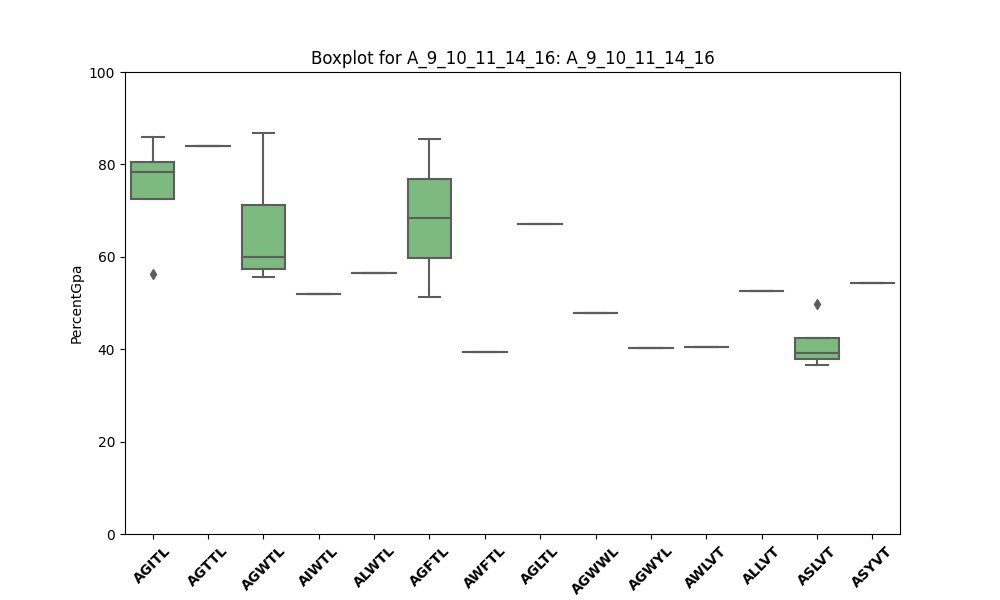 Boxplot for A_9_10_11_14_16: A_9_10_11_14_16
100
80
60
40
20
0
PercentGpa
AGITL
AGTTL
AGWTL
AIWTL
ALWTL
AGFTL
AWFTL
AGLTL
AGWWL
AGWYL
AWLVT
ALLVT
ASLVT
ASYVT